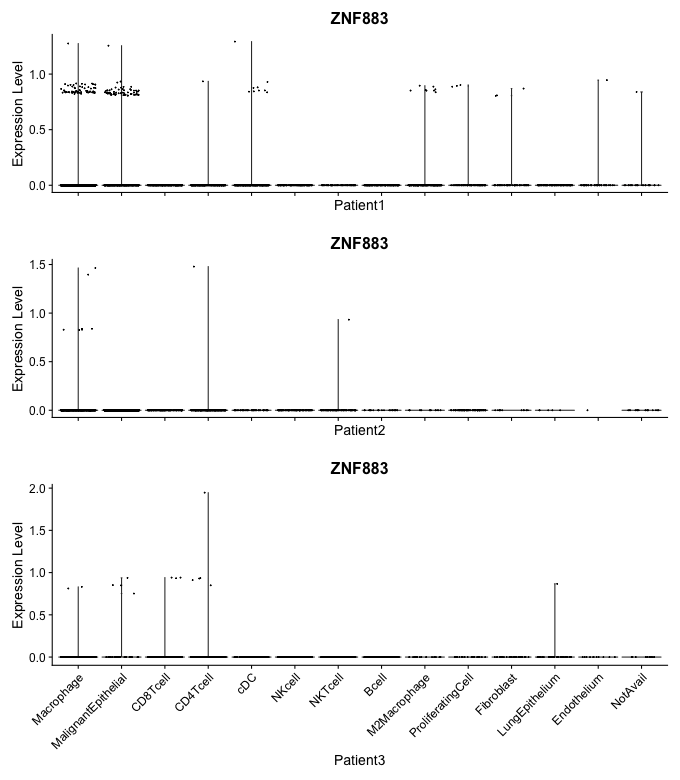 ZNF883
Expression Level
1.0
0.5
0.0
Patient1
ZNF883
Expression Level
1.5
1.0
0.5
0.0
Patient2
ZNF883
Expression Level
2.0
1.5
1.0
0.5
0.0
Macrophage
MalignantEpithelial
CD8Tcell
CD4Tcell
cDC
NKcell
NKTcell
Bcell
M2Macrophage
ProliferatingCell
Fibroblast
LungEpithelium
Endothelium
NotAvail
Patient3